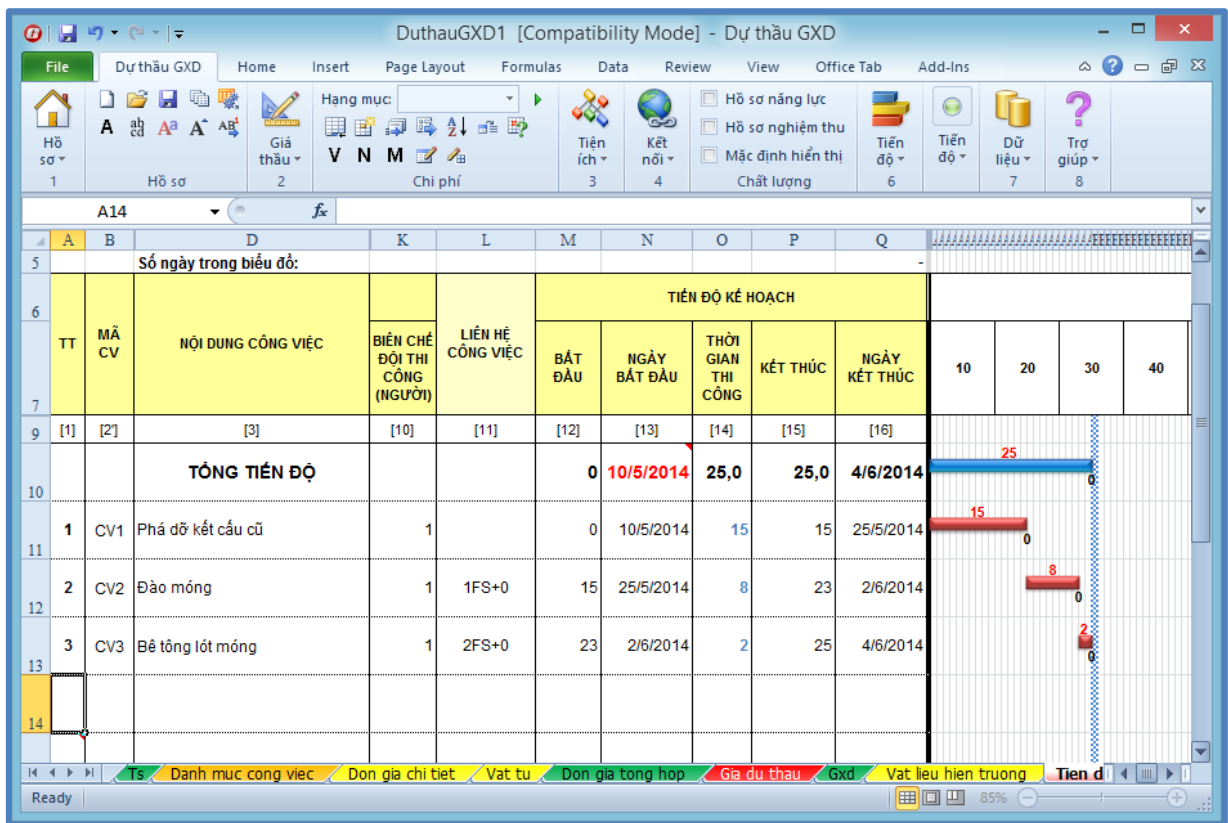 DuthauGXD1 [Compatibility Mode] - Dự thầu GXD
File Dự thầu GXD Home Insert Page Layout Formulas Data Review View Office Tab Add-Ins
Hạng mục:
Hồ sơ năng lực
Hồ sơ nghiệm thu
Mặc định hiển thị
V N M
Hồ sơ
Giá thầu
Tiện ích
Kết nối
Tiến độ
Tiến độ
Dữ liệu
Trợ giúp
1 Hồ sơ 2 Chi phí 3 4 Chất lượng 6 7 8
A14 fx
A B D K L M N O P Q
5 Số ngày trong biểu đồ: -
6 TIẾN ĐỘ KẾ HOẠCH
7 TT MÃ CV NỘI DUNG CÔNG VIỆC BIÊN CHẾ ĐỘI THI CÔNG (NGƯỜI) LIÊN HỆ CÔNG VIỆC BẮT ĐẦU NGÀY BẮT ĐẦU THỜI GIAN THI CÔNG KẾT THÚC NGÀY KẾT THÚC 10 20 30 40
9 [1] [2'] [3] [10] [11] [12] [13] [14] [15] [16]
10 TỔNG TIẾN ĐỘ 0 10/5/2014 25,0 25,0 4/6/2014 25 0
11 1 CV1 Phá dỡ kết cấu cũ 1 0 10/5/2014 15 15 25/5/2014 15 0
12 2 CV2 Đào móng 1 1FS+0 15 25/5/2014 8 23 2/6/2014 8 0
13 3 CV3 Bê tông lót móng 1 2FS+0 23 2/6/2014 2 25 4/6/2014 2 0
14
Ts Danh muc cong viec Don gia chi tiet Vat tu Don gia tong hop Gia du thau Gxd Vat lieu hien truong Tien d
Ready 85%